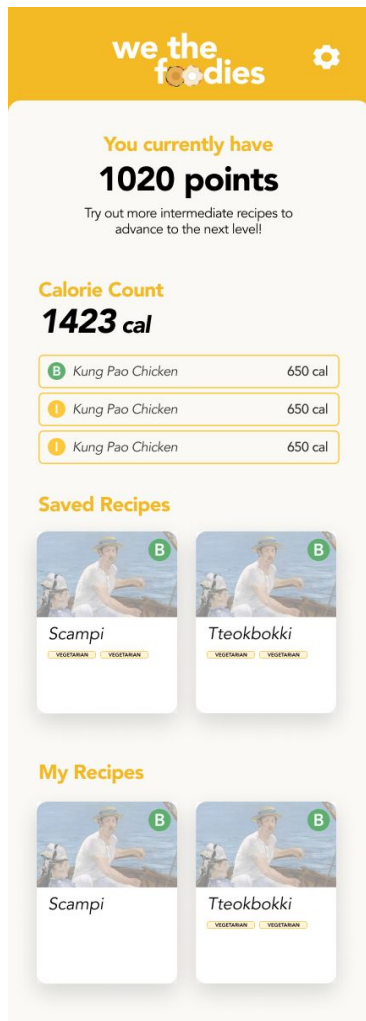 we the
foodies
You currently have
1020 points
Try out more intermediate recipes to
advance to the next level!
Calorie Count
1423 cal
B Kung Pao Chicken 650 cal
I Kung Pao Chicken 650 cal
I Kung Pao Chicken 650 cal
Saved Recipes
B B
Scampi Tteokbokki
VEGETARIAN VEGETARIAN VEGETARIAN VEGETARIAN
My Recipes
B B
Scampi Tteokbokki
VEGETARIAN VEGETARIAN